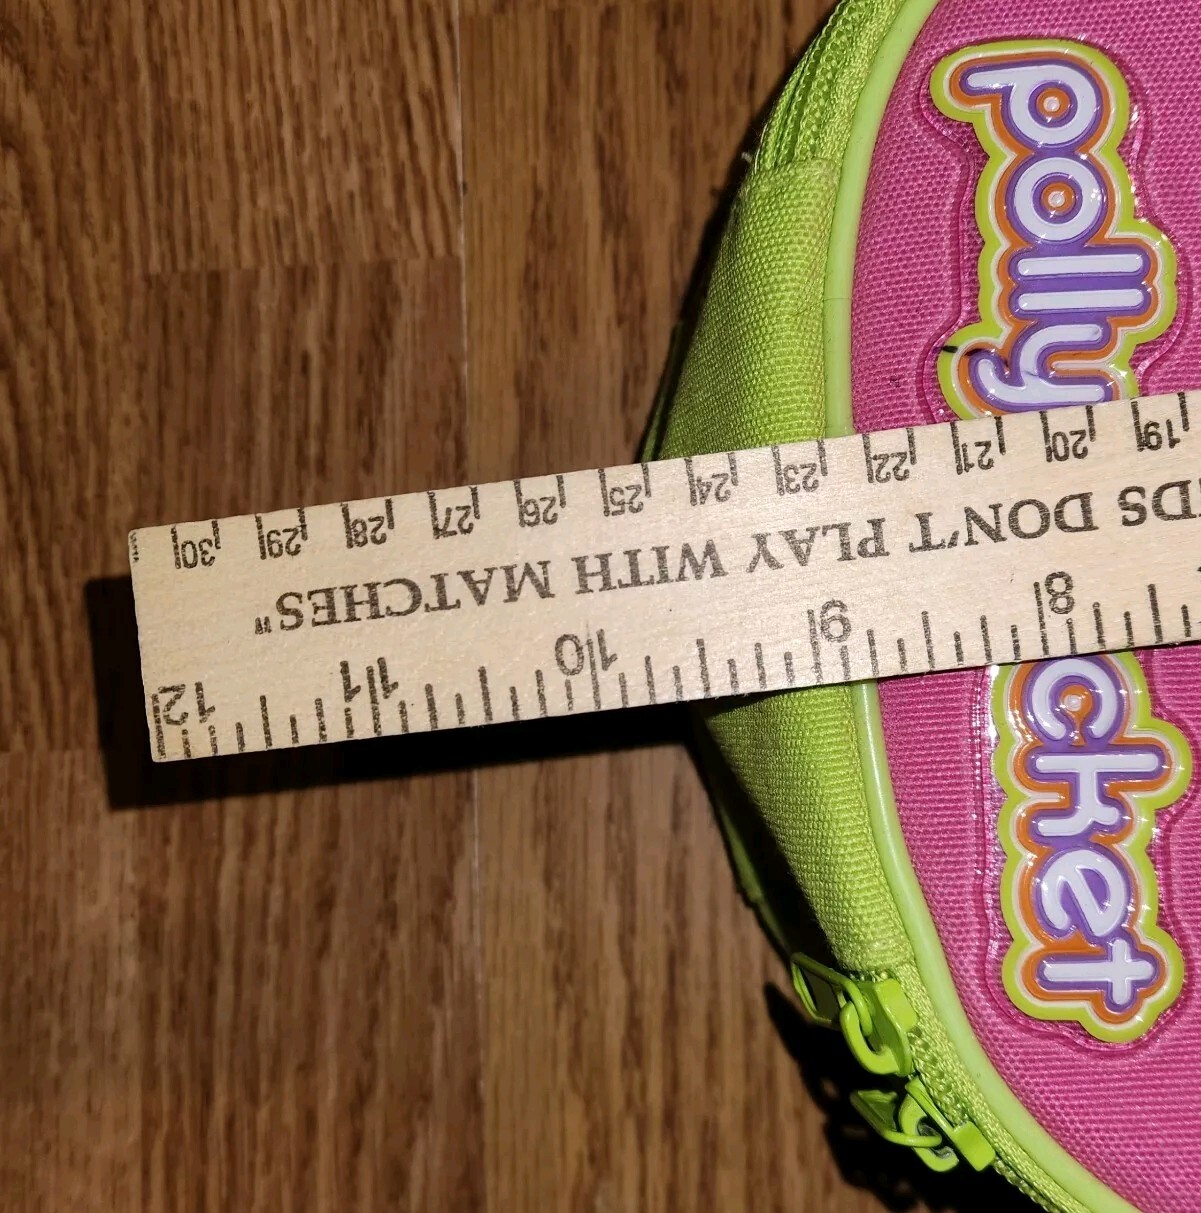 polly
cket
19 20 21 22 23 24 25 26 27 28 29 30
DS DON'T PLAY WITH MATCHES"
8 9 10 11 12